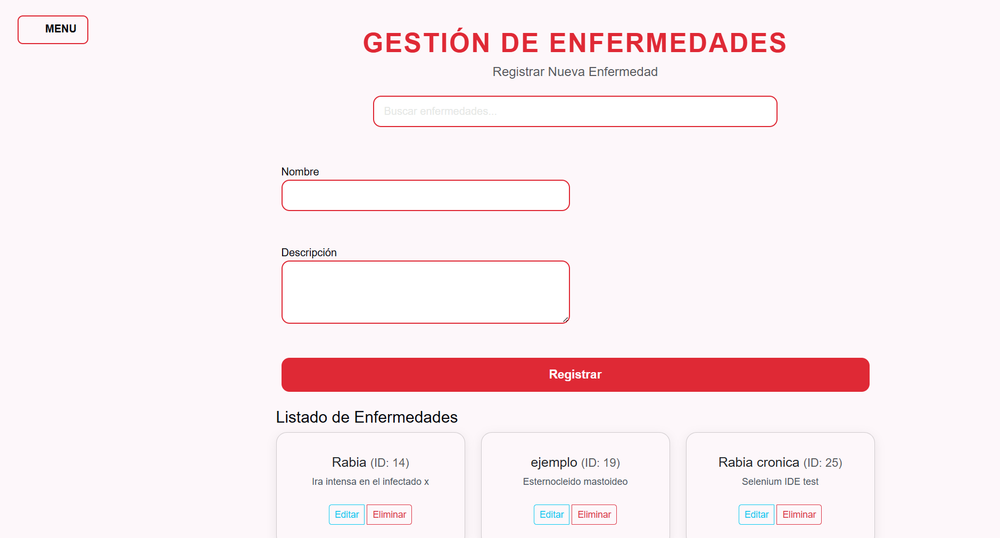 MENU
GESTIÓN DE ENFERMEDADES
Registrar Nueva Enfermedad
Buscar enfermedades...
Nombre
Descripción
Registrar
Listado de Enfermedades
Rabia (ID: 14)
Ira intensa en el infectado x
Editar Eliminar
ejemplo (ID: 19)
Esternocleido mastoideo
Editar Eliminar
Rabia cronica (ID: 25)
Selenium IDE test
Editar Eliminar